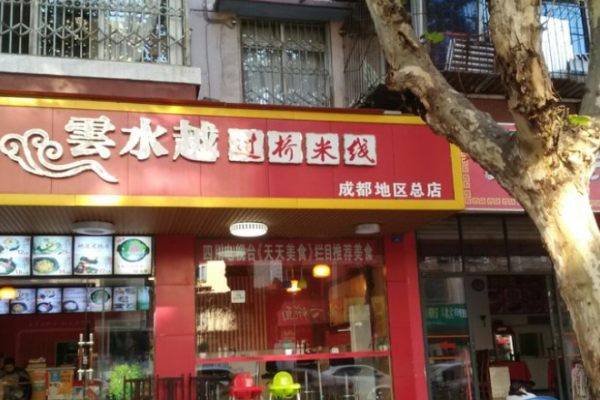 雲水越过桥米线
成都地区总店
四川电视台《天天美食》栏目推荐美食